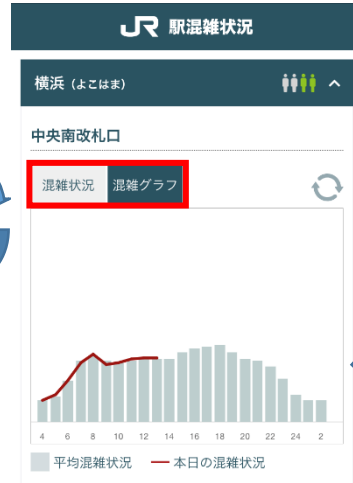 JR 駅混雑状況
横浜 (よこはま)
中央南改札口
混雑状況 混雑グラフ
4 6 8 10 12 14 16 18 20 22 24 2
平均混雑状況 本日の混雑状況